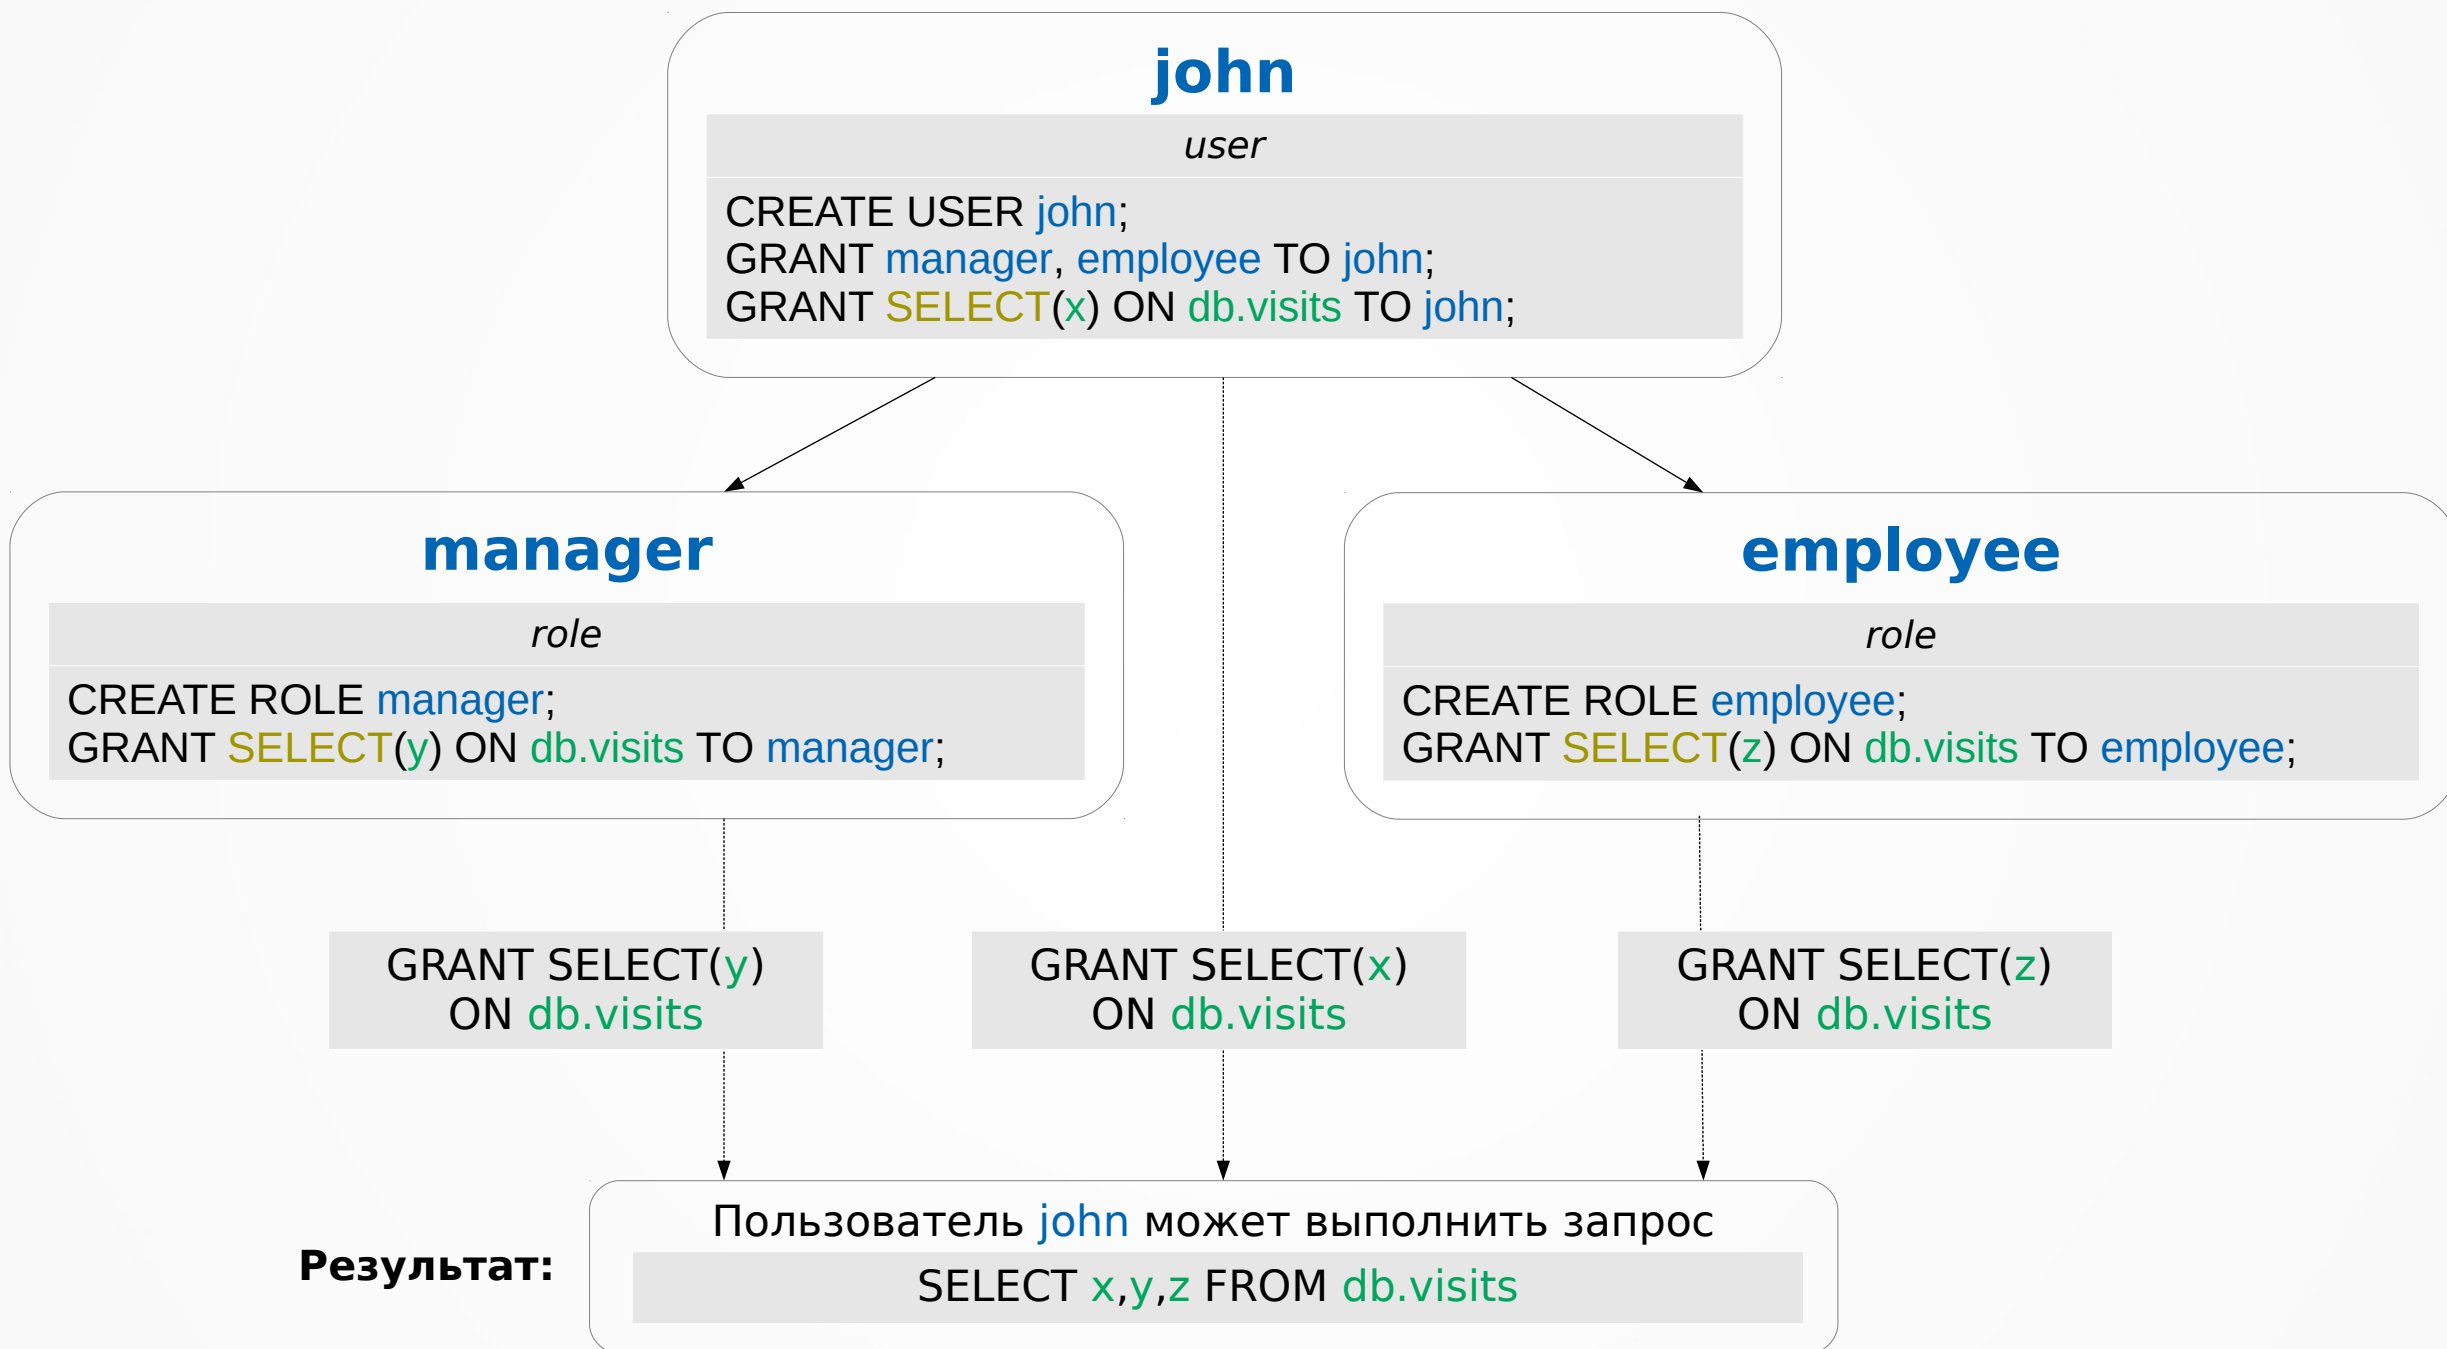 john
user
CREATE USER john;
GRANT manager, employee TO john;
GRANT SELECT(x) ON db.visits TO john;
manager
role
CREATE ROLE manager;
GRANT SELECT(y) ON db.visits TO manager;
employee
role
CREATE ROLE employee;
GRANT SELECT(z) ON db.visits TO employee;
GRANT SELECT(y)
ON db.visits
GRANT SELECT(x)
ON db.visits
GRANT SELECT(z)
ON db.visits
Результат:
Пользователь john может выполнить запрос
SELECT x,y,z FROM db.visits